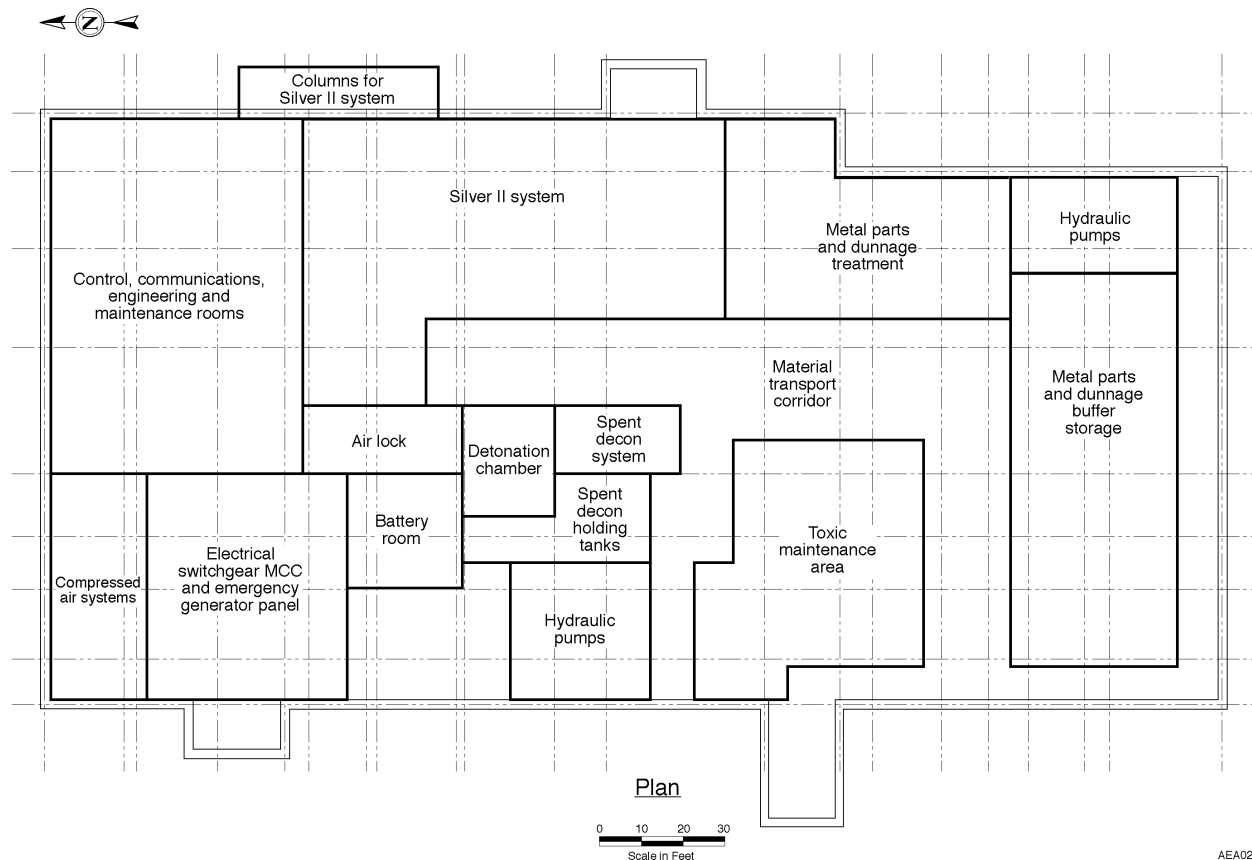 N
Columns for
Silver II system
Silver II system
Control, communications,
engineering and
maintenance rooms
Metal parts
and dunnage
treatment
Hydraulic
pumps
Material
transport
corridor
Metal parts
and dunnage
buffer
storage
Air lock
Detonation
chamber
Spent
decon
system
Compressed
air systems
Electrical
switchgear MCC
and emergency
generator panel
Battery
room
Spent
decon
holding
tanks
Toxic
maintenance
area
Hydraulic
pumps
Plan
0 10 20 30
Scale in Feet
AEA02